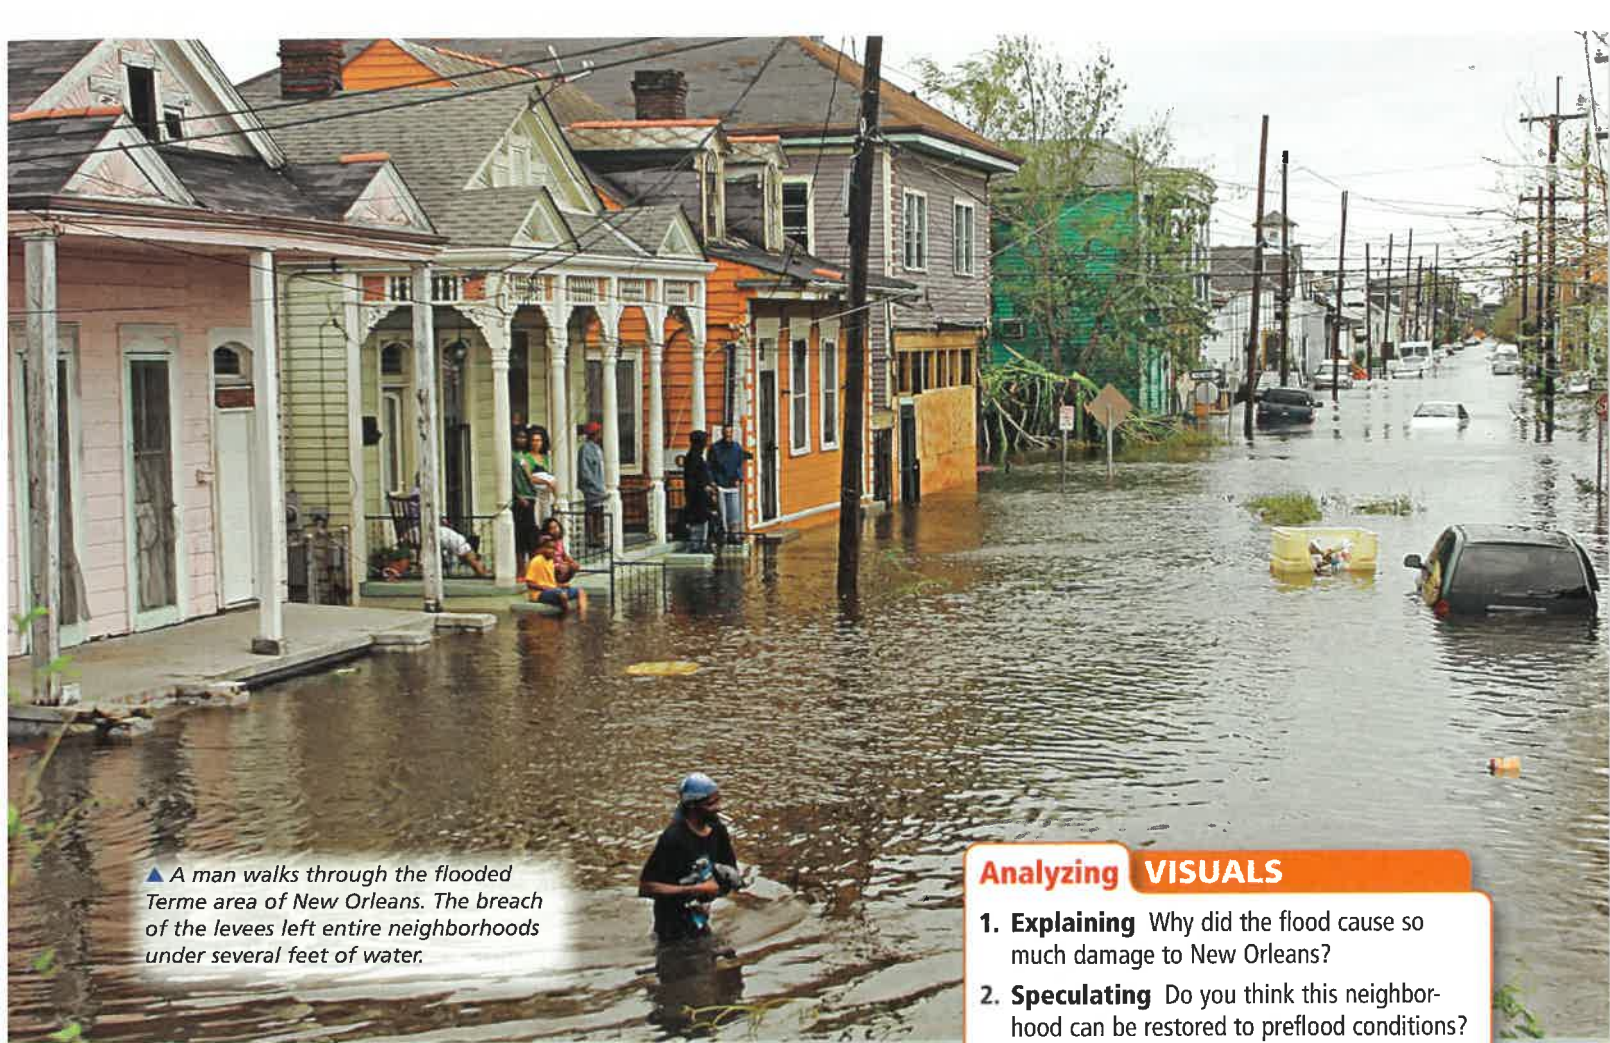 ▲ A man walks through the flooded
Terme area of New Orleans. The breach
of the levees left entire neighborhoods
under several feet of water.
Analyzing VISUALS
1. Explaining Why did the flood cause so
much damage to New Orleans?
2. Speculating Do you think this neighbor-
hood can be restored to preflood conditions?